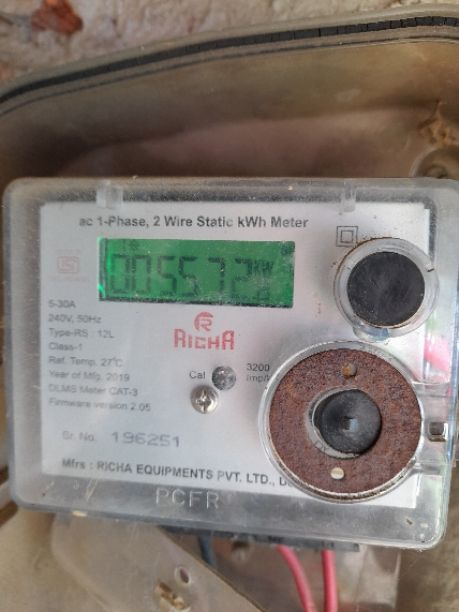 ac 1-Phase, 2 Wire Static kWh Meter
005572
5-30A
240V, 50Hz
Type-RS : 12L
Class-1
Ref. Temp. 27°C
Year of Mfg. 2019
DLMS Meter CAT-3
Firmware version 2.05
RICHA
Cal
3200
imp/
Sr. No. 196251
Mfrs : RICHA EQUIPMENTS PVT. LTD.,
PCFR